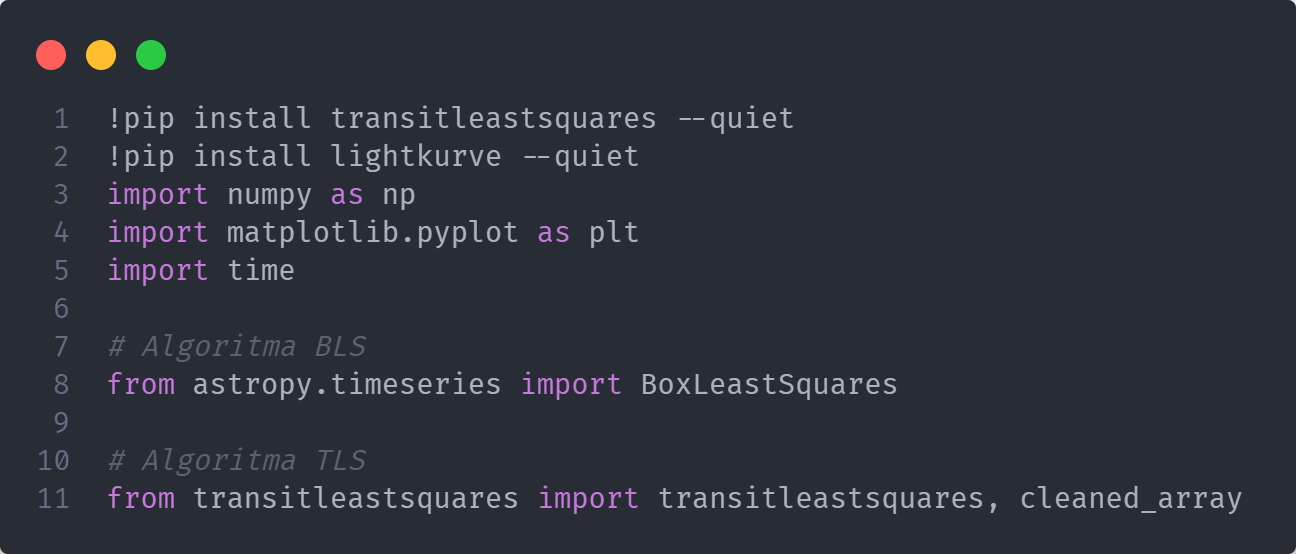 1 !pip install transitleastsquares --quiet
2 !pip install lightkurve --quiet
3 import numpy as np
4 import matplotlib.pyplot as plt
5 import time
6
7 # Algoritma BLS
8 from astropy.timeseries import BoxLeastSquares
9
10 # Algoritma TLS
11 from transitleastsquares import transitleastsquares, cleaned_array